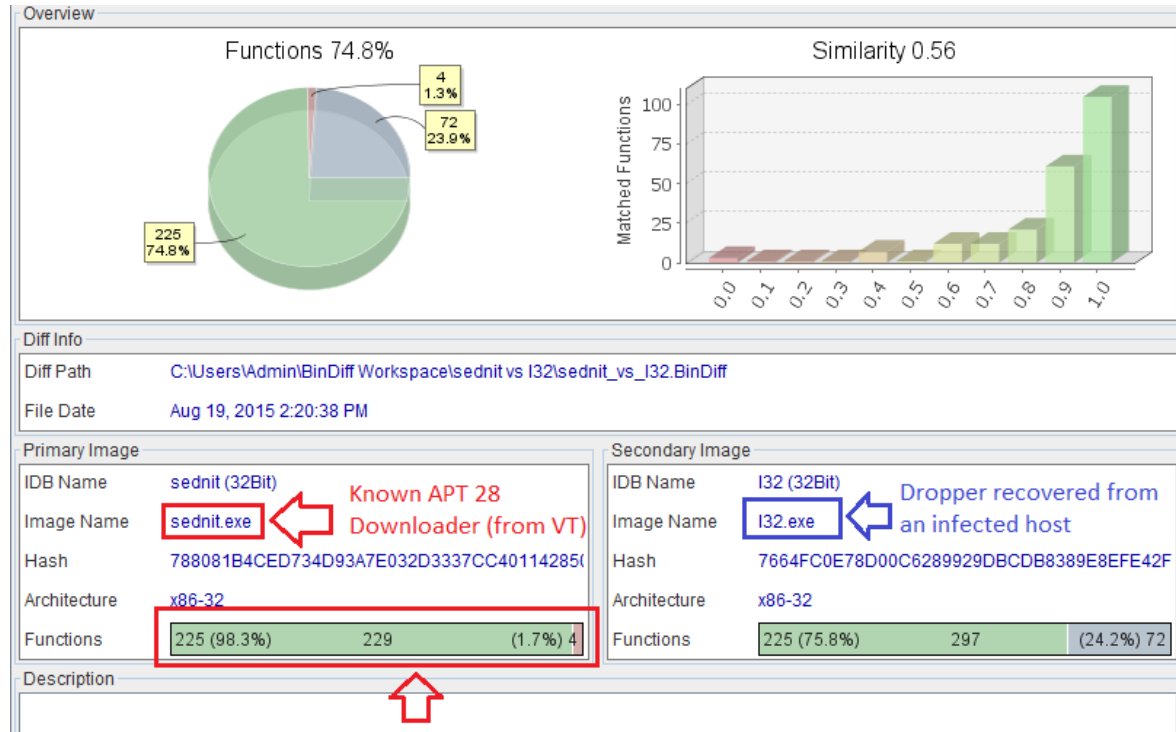 Overview
Functions 74.8%
4
1.3%
72
23.9%
225
74.8%
Similarity 0.56
Matched Functions
100
75
50
25
0
0.0 0.1 0.2 0.3 0.4 0.5 0.6 0.7 0.8 0.9 1.0
Diff Info
Diff Path C:\Users\Admin\BinDiff Workspace\sednit vs I32\sednit_vs_I32.BinDiff
File Date Aug 19, 2015 2:20:38 PM
Primary Image
IDB Name sednit (32Bit)
Image Name sednit.exe
Known APT 28
Downloader (from VT)
Hash 788081B4CED734D93A7E032D3337CC401142850
Architecture x86-32
Functions 225 (98.3%) 229 (1.7%) 4
Secondary Image
IDB Name I32 (32Bit)
Image Name I32.exe
Dropper recovered from
an infected host
Hash 7664FC0E78D00C6289929DBCDB8389E8EFE42F
Architecture x86-32
Functions 225 (75.8%) 297 (24.2%) 72
Description